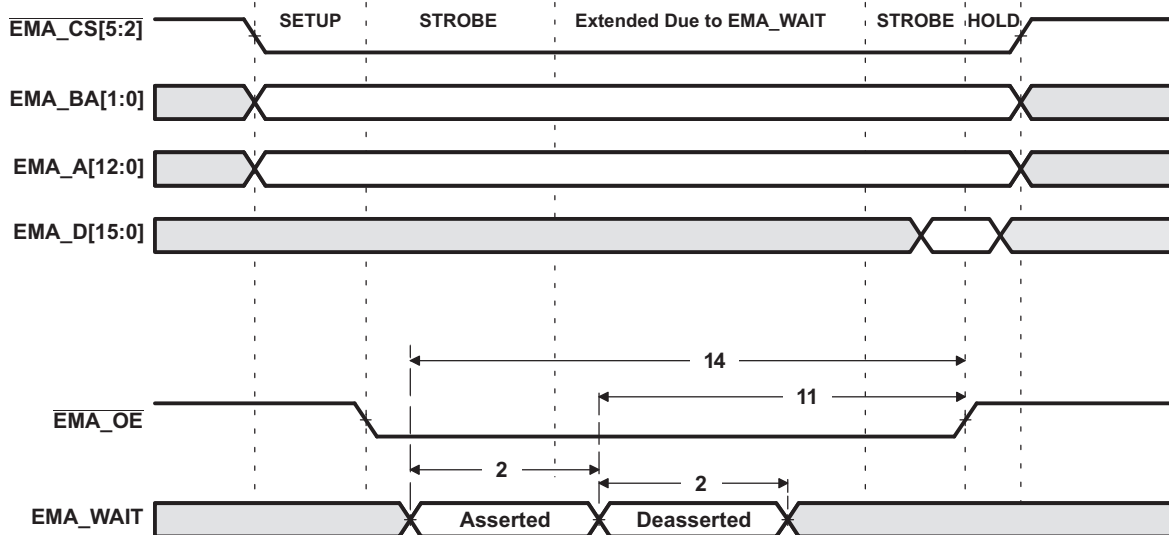 SETUP STROBE Extended Due to EMA_WAIT STROBE HOLD
EMA_CS[5:2]
EMA_BA[1:0]
EMA_A[12:0]
EMA_D[15:0]
14
11
EMA_OE
2
2
EMA_WAIT Asserted Deasserted